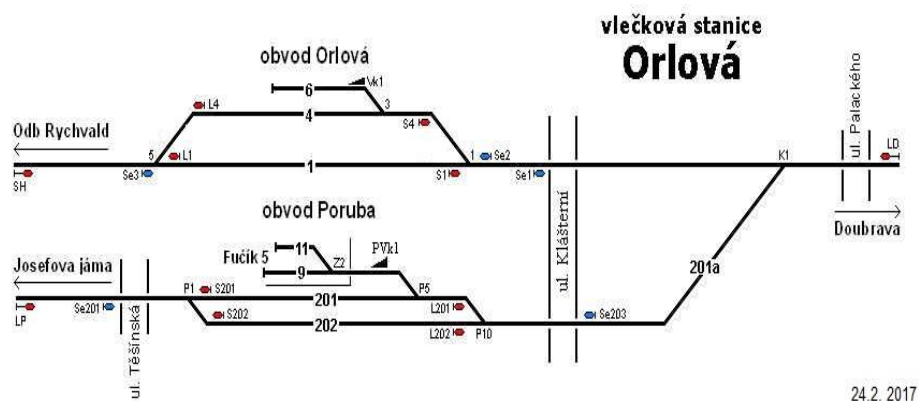 vlečková stanice
Orlová
obvod Orlová
6
Vk1
3
L4
4
S4
Odb Rychvald
5
L1
1
Se2
K1
ul. Palackého
LD
SH
Se3
1
S1
Se1
Doubrava
obvod Poruba
ul. Klášterní
Fučík 5
11
PVk1
Z2
9
201a
Josefova jáma
P1
S201
P5
201
L201
LP
Se201
S202
Se203
202
L202
P10
ul. Těšínská
24.2. 2017